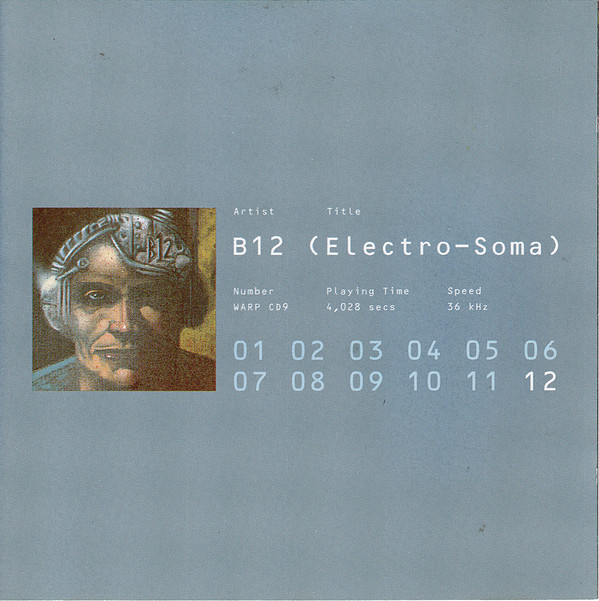 Artist Title
B12 (Electro-Soma)
B12
Number Playing Time Speed
WARP CD9 4,028 secs 36 kHz
01 02 03 04 05 06
07 08 09 10 11 12